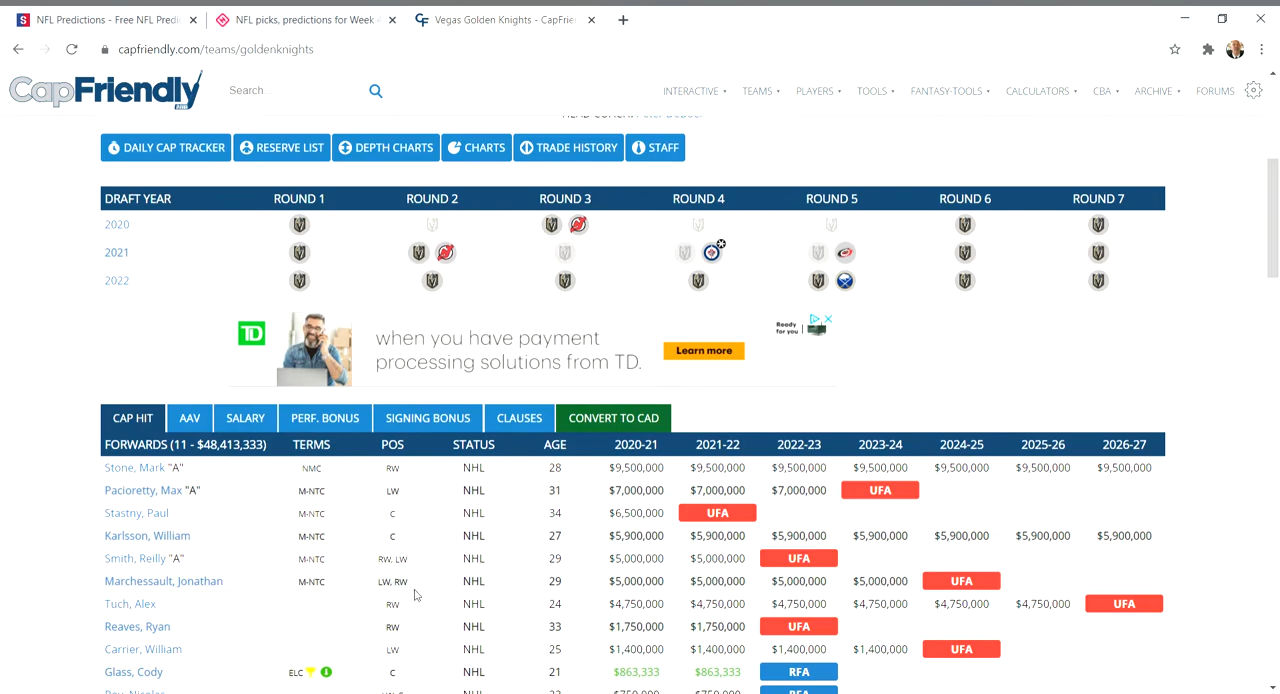 NFL Predictions - Free NFL Predi
NFL picks, predictions for Week 4
Vegas Golden Knights - CapFrien
capfriendly.com/teams/goldenknights
CapFriendly
Search...
INTERACTIVE TEAMS PLAYERS TOOLS FANTASY-TOOLS CALCULATORS CBA ARCHIVE FORUMS
DAILY CAP TRACKER RESERVE LIST DEPTH CHARTS CHARTS TRADE HISTORY STAFF
DRAFT YEAR ROUND 1 ROUND 2 ROUND 3 ROUND 4 ROUND 5 ROUND 6 ROUND 7
2020
2021
2022
TD
when you have payment
processing solutions from TD.
Learn more
Ready
for you
CAP HIT AAV SALARY PERF. BONUS SIGNING BONUS CLAUSES CONVERT TO CAD
FORWARDS (11 - $48,413,333) TERMS POS STATUS AGE 2020-21 2021-22 2022-23 2023-24 2024-25 2025-26 2026-27
Stone, Mark "A" NMC RW NHL 28 $9,500,000 $9,500,000 $9,500,000 $9,500,000 $9,500,000 $9,500,000 $9,500,000
Pacioretty, Max "A" M-NTC LW NHL 31 $7,000,000 $7,000,000 $7,000,000 UFA
Stastny, Paul M-NTC C NHL 34 $6,500,000 UFA
Karlsson, William M-NTC C NHL 27 $5,900,000 $5,900,000 $5,900,000 $5,900,000 $5,900,000 $5,900,000 $5,900,000
Smith, Reilly "A" M-NTC RW, LW NHL 29 $5,000,000 $5,000,000 UFA
Marchessault, Jonathan M-NTC LW, RW NHL 29 $5,000,000 $5,000,000 $5,000,000 $5,000,000 UFA
Tuch, Alex RW NHL 24 $4,750,000 $4,750,000 $4,750,000 $4,750,000 $4,750,000 $4,750,000 UFA
Reaves, Ryan RW NHL 33 $1,750,000 $1,750,000 UFA
Carrier, William LW NHL 25 $1,400,000 $1,400,000 $1,400,000 $1,400,000 UFA
Glass, Cody ELC C NHL 21 $863,333 $863,333 RFA